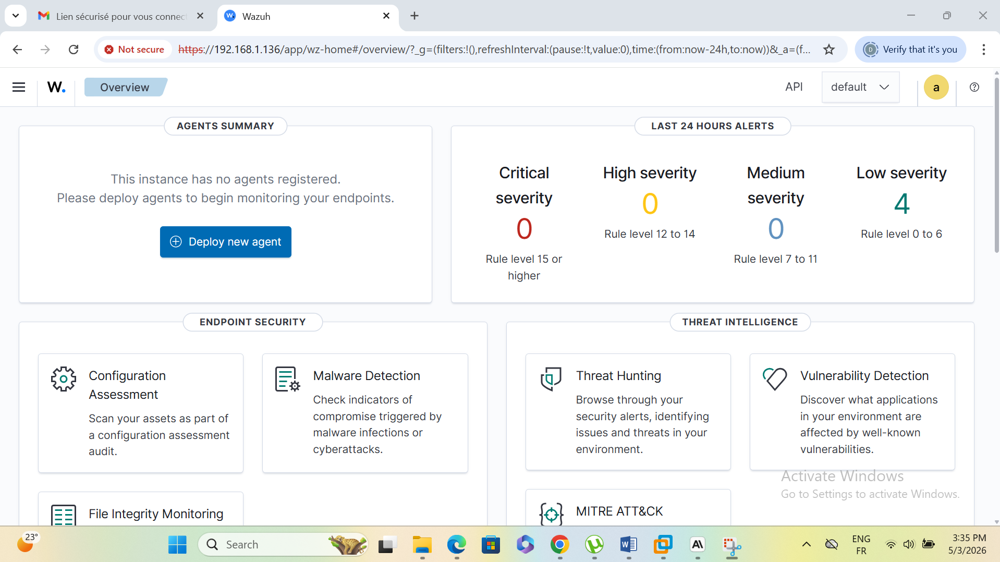 Lien sécurisé pour vous connect
Wazuh
Not secure
https://192.168.1.136/app/wz-home#/overview/?_g=(filters:!(),refreshInterval:(pause:!t,value:0),time:(from:now-24h,to:now))&_a=(f...
D
Verify that it's you
W.
Overview
API
default
a
AGENTS SUMMARY
This instance has no agents registered.
Please deploy agents to begin monitoring your endpoints.
Deploy new agent
LAST 24 HOURS ALERTS
Critical
severity
0
Rule level 15 or
higher
High severity
0
Rule level 12 to 14
Medium
severity
0
Rule level 7 to 11
Low severity
4
Rule level 0 to 6
ENDPOINT SECURITY
Configuration
Assessment
Scan your assets as part of
a configuration assessment
audit.
Malware Detection
Check indicators of
compromise triggered by
malware infections or
cyberattacks.
File Integrity Monitoring
THREAT INTELLIGENCE
Threat Hunting
Browse through your
security alerts, identifying
issues and threats in your
environment.
Vulnerability Detection
Discover what applications
in your environment are
affected by well-known
vulnerabilities.
MITRE ATT&CK
Activate Windows
Go to Settings to activate Windows.
23°
Search
ENG
FR
3:35 PM
5/3/2026